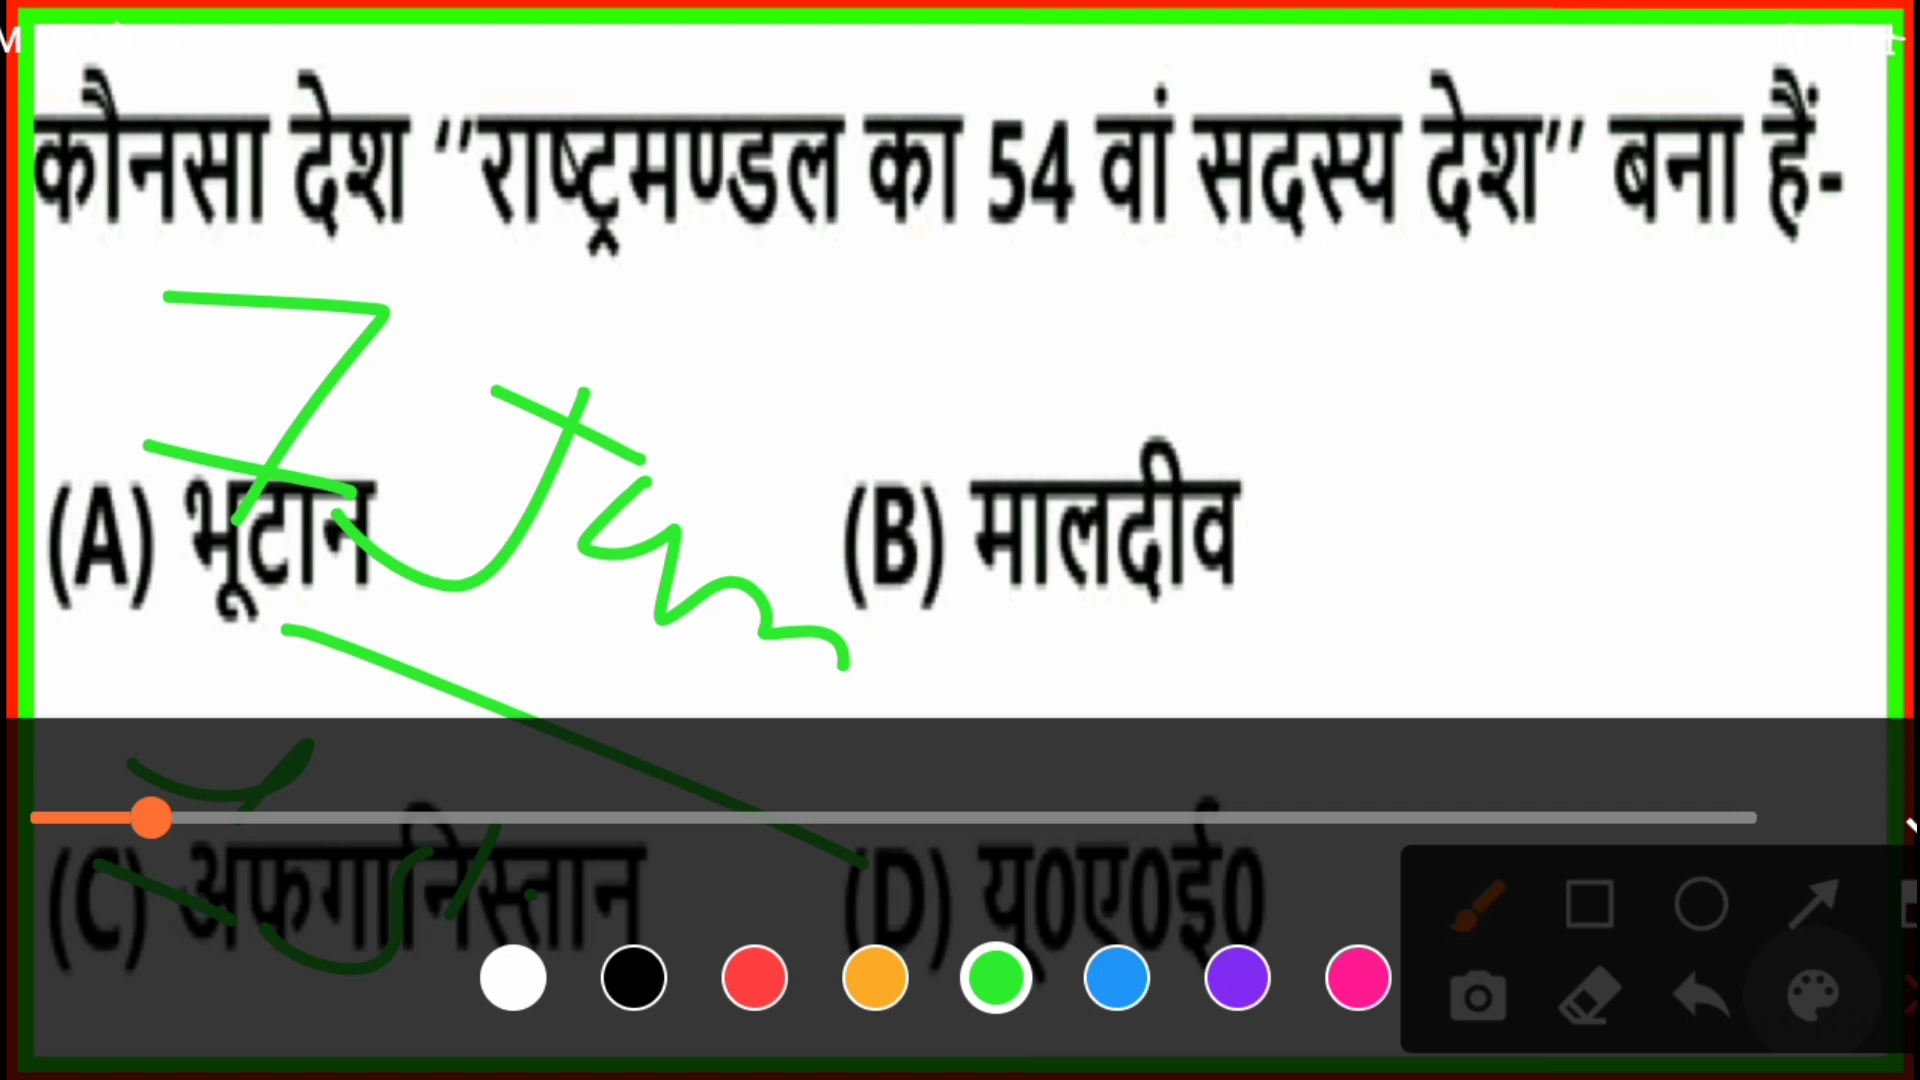 कौनसा देश ‘‘राष्ट्रमण्डल का 54 वां सदस्य देश’’ बना हैं-
(A) भूटान
(B) मालदीव
(C) अफगानिस्तान
(D) यू0ए0ई0